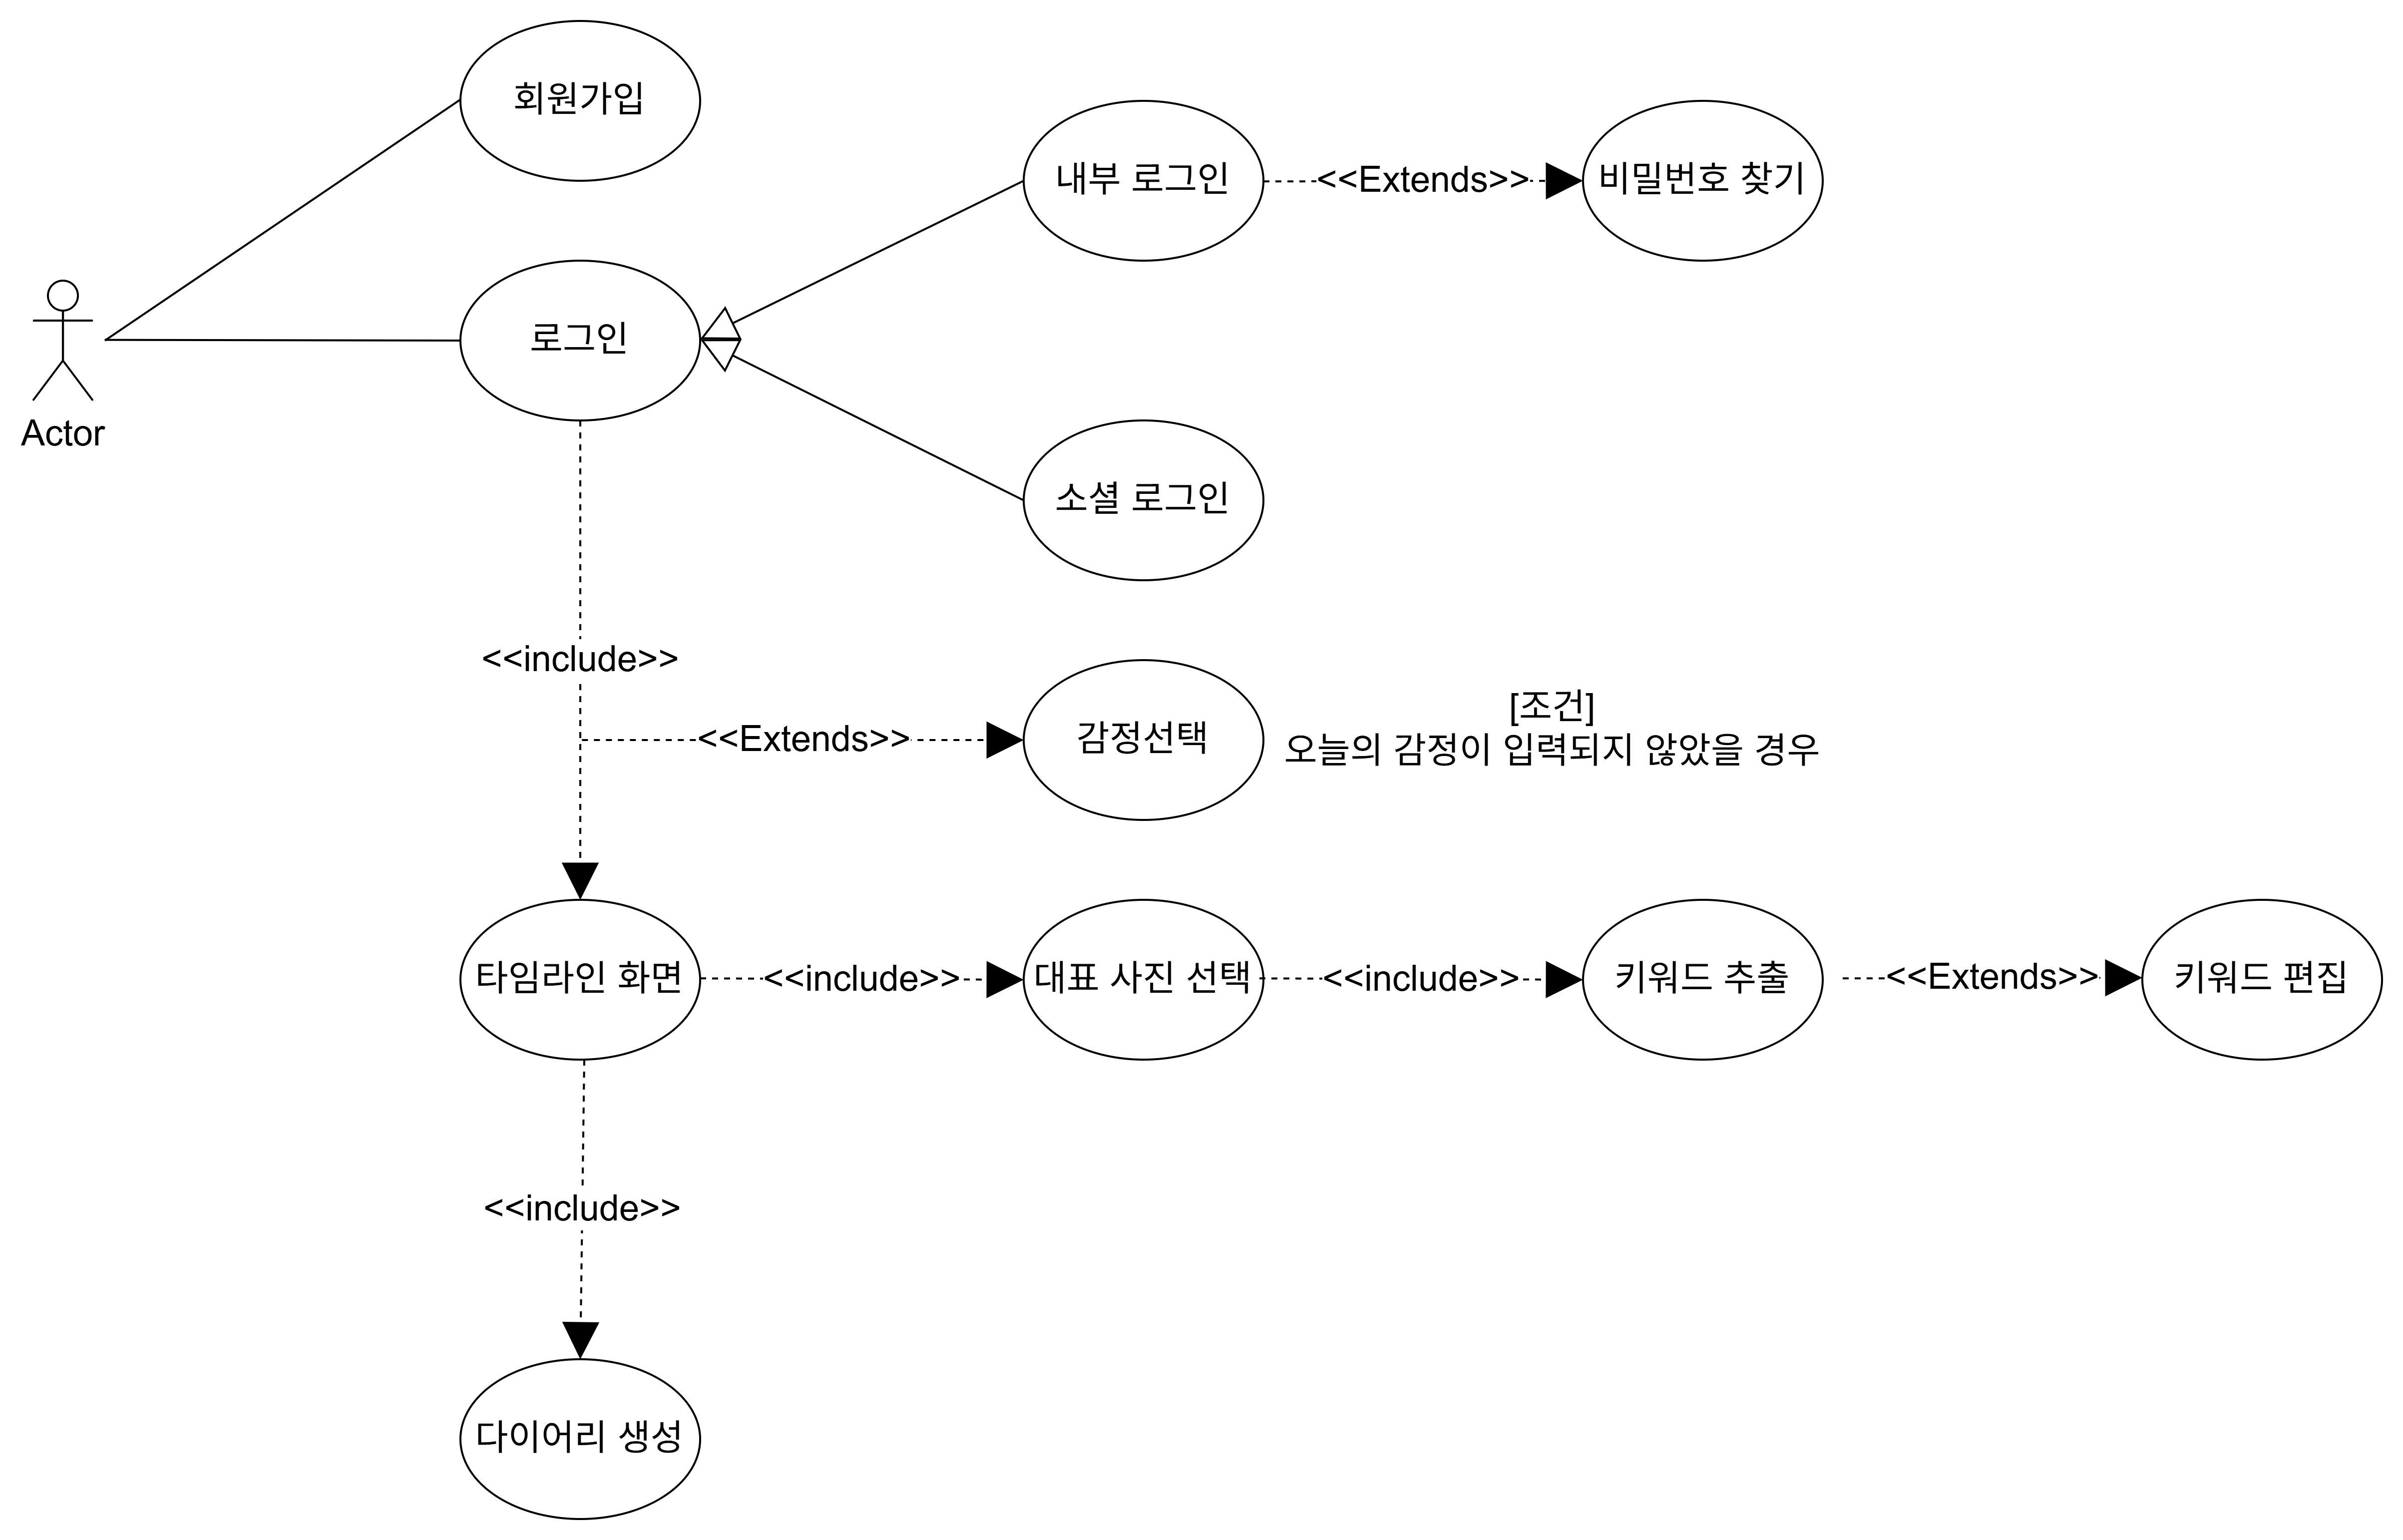 회원가입
내부 로그인
<<Extends>>
비밀번호 찾기
로그인
Actor
소셜 로그인
<<include>>
<<Extends>>
감정선택
[조건]
오늘의 감정이 입력되지 않았을 경우
타임라인 화면
<<include>>
대표 사진 선택
<<include>>
키워드 추출
<<Extends>>
키워드 편집
<<include>>
다이어리 생성